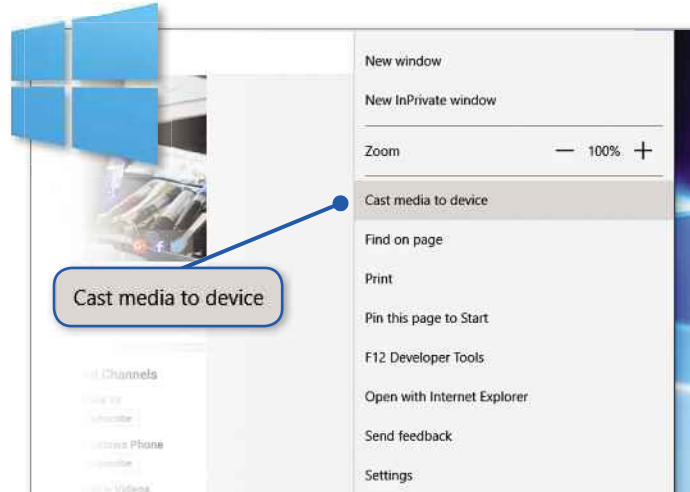 New window
New InPrivate window
Zoom — 100% +
Cast media to device
Find on page
Print
Pin this page to Start
F12 Developer Tools
Open with Internet Explorer
Send feedback
Settings
Cast media to device
Channels
Phone
Videos